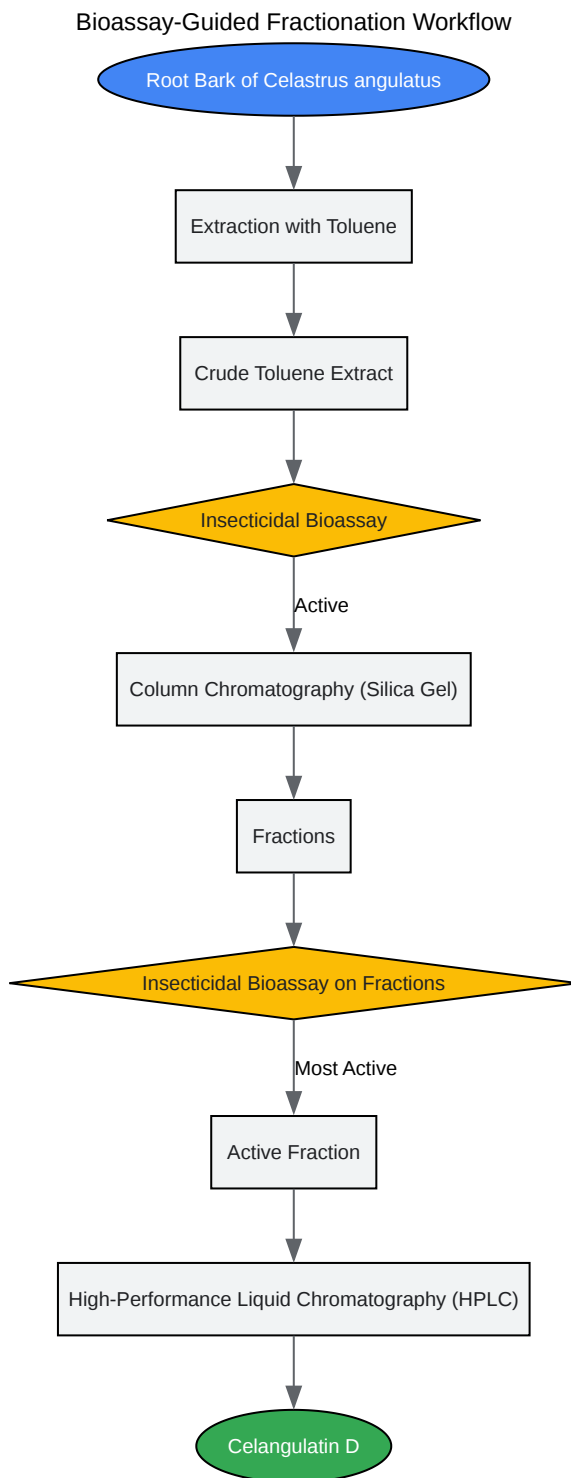 Bioassay-Guided Fractionation Workflow
Root Bark of Celastrus angulatus
Extraction with Toluene
Crude Toluene Extract
Insecticidal Bioassay
Active
Column Chromatography (Silica Gel)
Fractions
Insecticidal Bioassay on Fractions
Most Active
Active Fraction
High-Performance Liquid Chromatography (HPLC)
Celangulatin D